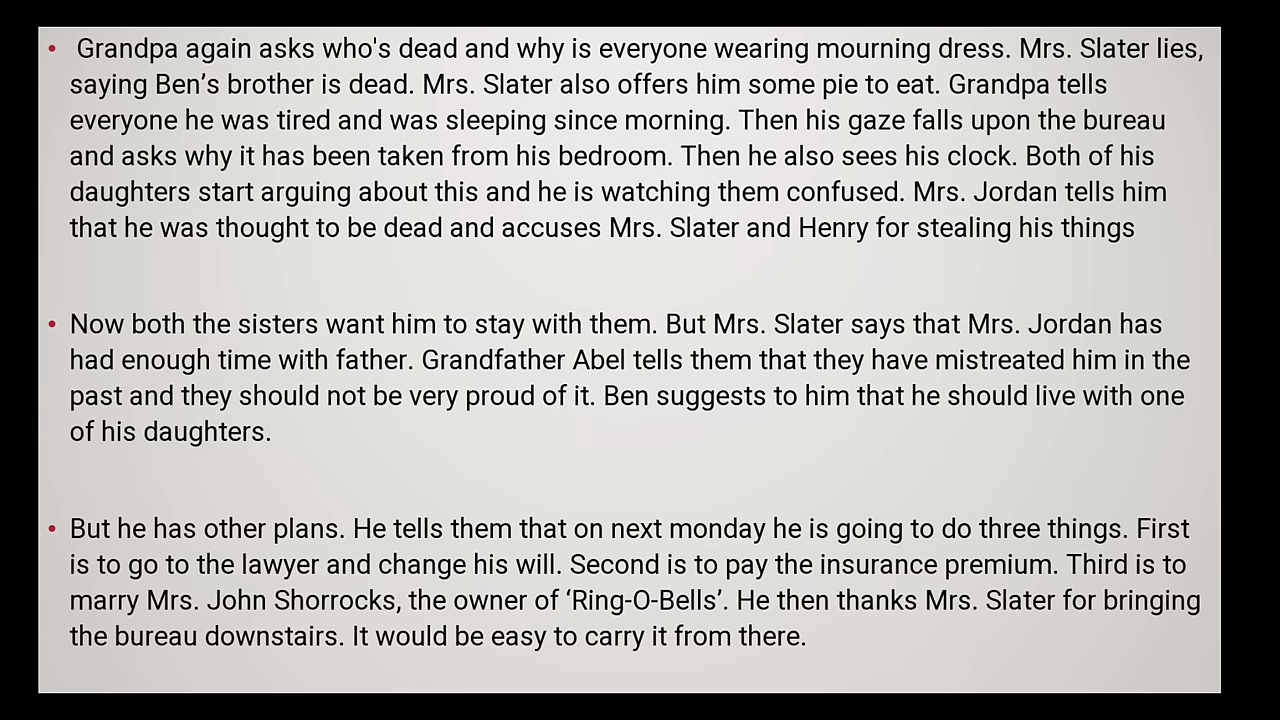 • Grandpa again asks who's dead and why is everyone wearing mourning dress. Mrs. Slater lies,
saying Ben’s brother is dead. Mrs. Slater also offers him some pie to eat. Grandpa tells
everyone he was tired and was sleeping since morning. Then his gaze falls upon the bureau
and asks why it has been taken from his bedroom. Then he also sees his clock. Both of his
daughters start arguing about this and he is watching them confused. Mrs. Jordan tells him
that he was thought to be dead and accuses Mrs. Slater and Henry for stealing his things
• Now both the sisters want him to stay with them. But Mrs. Slater says that Mrs. Jordan has
had enough time with father. Grandfather Abel tells them that they have mistreated him in the
past and they should not be very proud of it. Ben suggests to him that he should live with one
of his daughters.
• But he has other plans. He tells them that on next monday he is going to do three things. First
is to go to the lawyer and change his will. Second is to pay the insurance premium. Third is to
marry Mrs. John Shorrocks, the owner of ‘Ring-O-Bells’. He then thanks Mrs. Slater for bringing
the bureau downstairs. It would be easy to carry it from there.